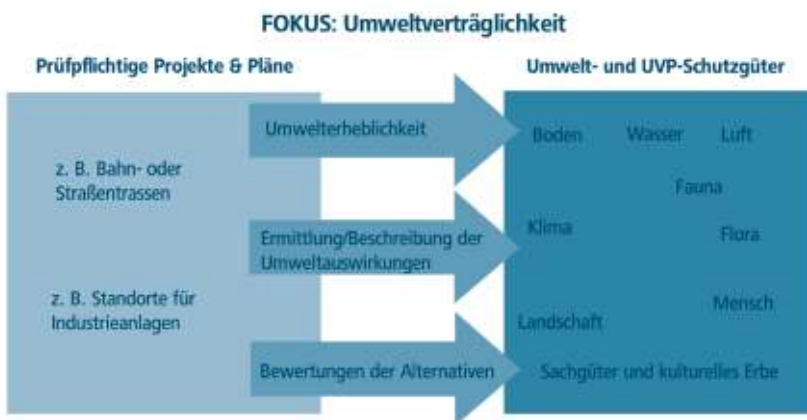 FOKUS: Umweltverträglichkeit
Prüfpflichtige Projekte & Pläne
Umwelt- und UVP-Schutzgüter
Umwelterheblichkeit
Boden Wasser Luft
z. B. Bahn- oder
Straßentrassen
Fauna
Klima
Flora
Ermittlung/Beschreibung der
Umweltauswirkungen
z. B. Standorte für
Industrieanlagen
Mensch
Landschaft
Bewertungen der Alternativen
Sachgüter und kulturelles Erbe